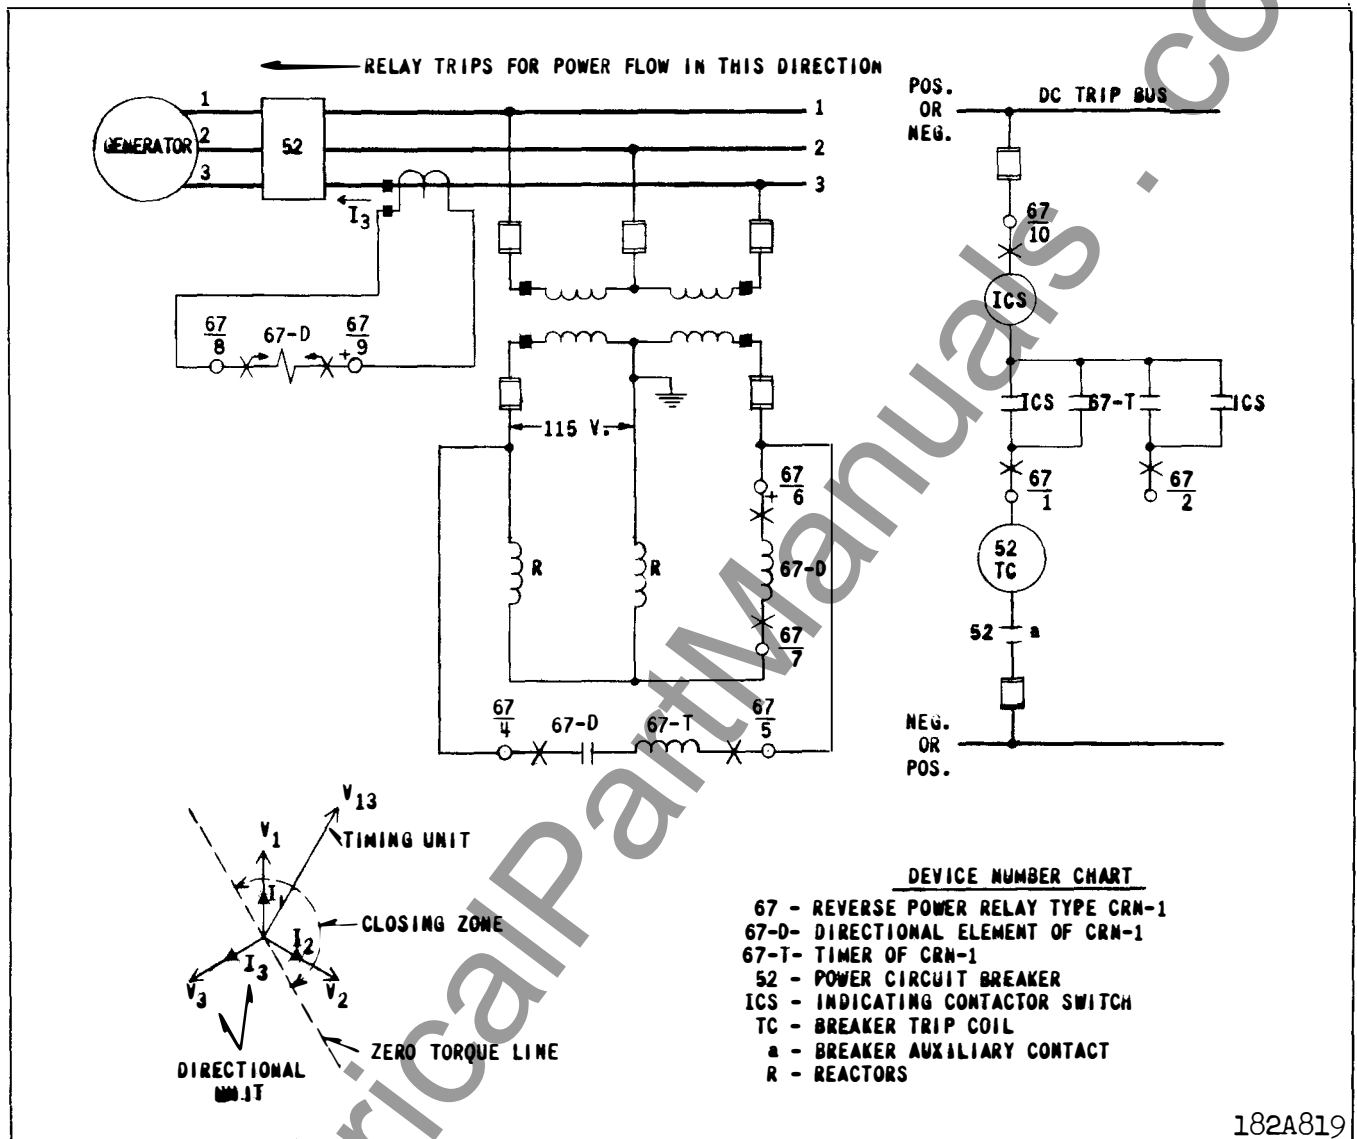 RELAY TRIPS FOR POWER FLOW IN THIS DIRECTION
GENERATOR
1
2
3
52
1
2
3
I3
67/8
67-D
67/9
+
115 V.
R
R
67/6
+
67-D
67/7
67/4
67-D
67-T
67/5
POS.
OR
NEG.
DC TRIP BUS
67/10
ICS
ICS
67-T
ICS
67/1
67/2
52
TC
52
a
NEG.
OR
POS.
V13
TIMING UNIT
V1
I1
CLOSING ZONE
I2
I3
V3
V2
ZERO TORQUE LINE
DIRECTIONAL
UNIT
DEVICE NUMBER CHART
67 - REVERSE POWER RELAY TYPE CRN-1
67-D- DIRECTIONAL ELEMENT OF CRN-1
67-T- TIMER OF CRN-1
52 - POWER CIRCUIT BREAKER
ICS - INDICATING CONTACTOR SWITCH
TC - BREAKER TRIP COIL
a - BREAKER AUXILIARY CONTACT
R - REACTORS
182A819
ricalPartManuals.co